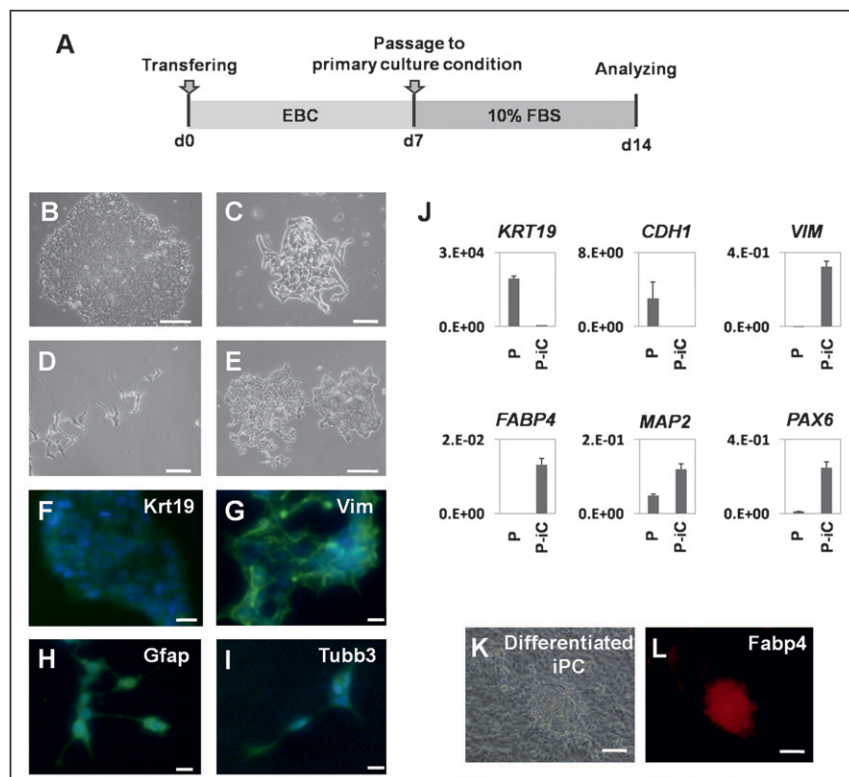 A
Transfering
Passage to
primary culture condition
Analyzing
EBC
10% FBS
d0
d7
d14
B
C
D
E
F
Krt19
G
Vim
H
Gfap
I
Tubb3
J
KRT19
CDH1
VIM
3.E+04
0.E+00
8.E+00
0.E+00
4.E-01
0.E+00
P
P-iC
P
P-iC
P
P-iC
FABP4
MAP2
PAX6
2.E-02
0.E+00
2.E-01
0.E+00
4.E-01
0.E+00
P
P-iC
P
P-iC
P
P-iC
K
Differentiated
iPC
L
Fabp4